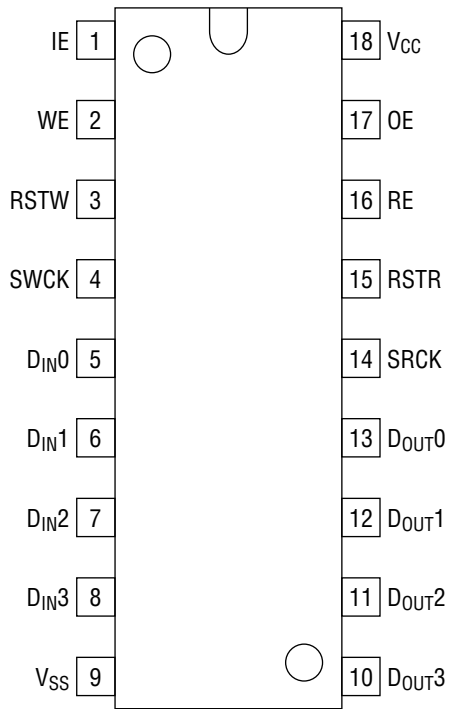 IE 1 18 VCC
WE 2 17 OE
RSTW 3 16 RE
SWCK 4 15 RSTR
DIN0 5 14 SRCK
DIN1 6 13 DOUT0
DIN2 7 12 DOUT1
DIN3 8 11 DOUT2
VSS 9 10 DOUT3